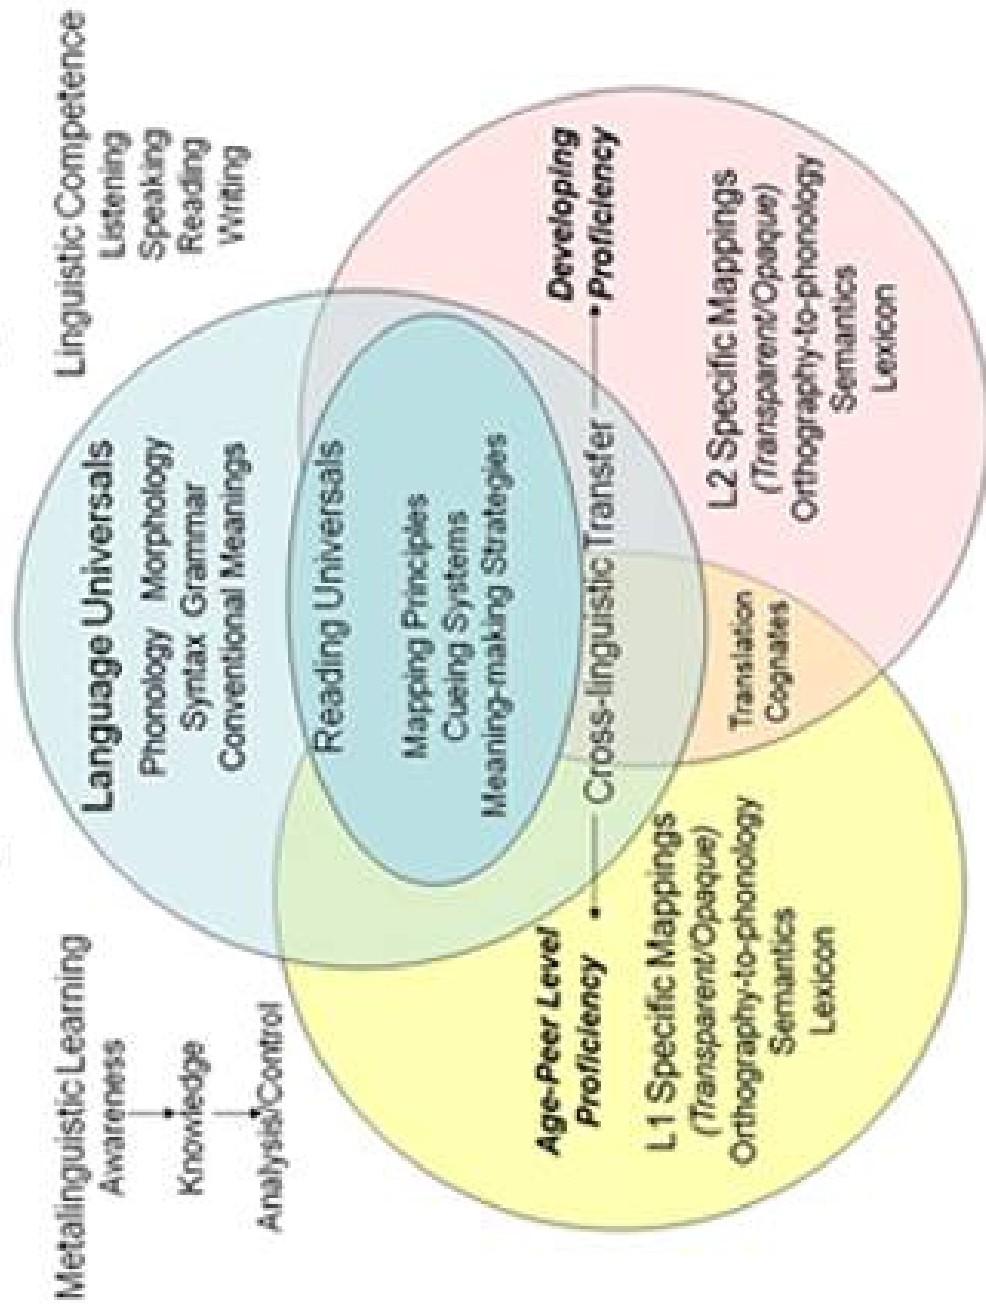 Metalinguistic Learning
Awareness
Knowledge
Analysis/Control
Linguistic Competence
Listening
Speaking
Reading
Writing
Language Universals
Phonology Morphology
Syntax Grammar
Conventional Meanings
Reading Universals
Mapping Principles
Cueing Systems
Meaning-making Strategies
Cross-linguistic Transfer
Age-Peer Level
Proficiency
L1 Specific Mappings
(Transparent/Opaque)
Orthography-to-phonology
Semantics
Lexicon
Translation
Cognates
Developing
Proficiency
L2 Specific Mappings
(Transparent/Opaque)
Orthography-to-phonology
Semantics
Lexicon